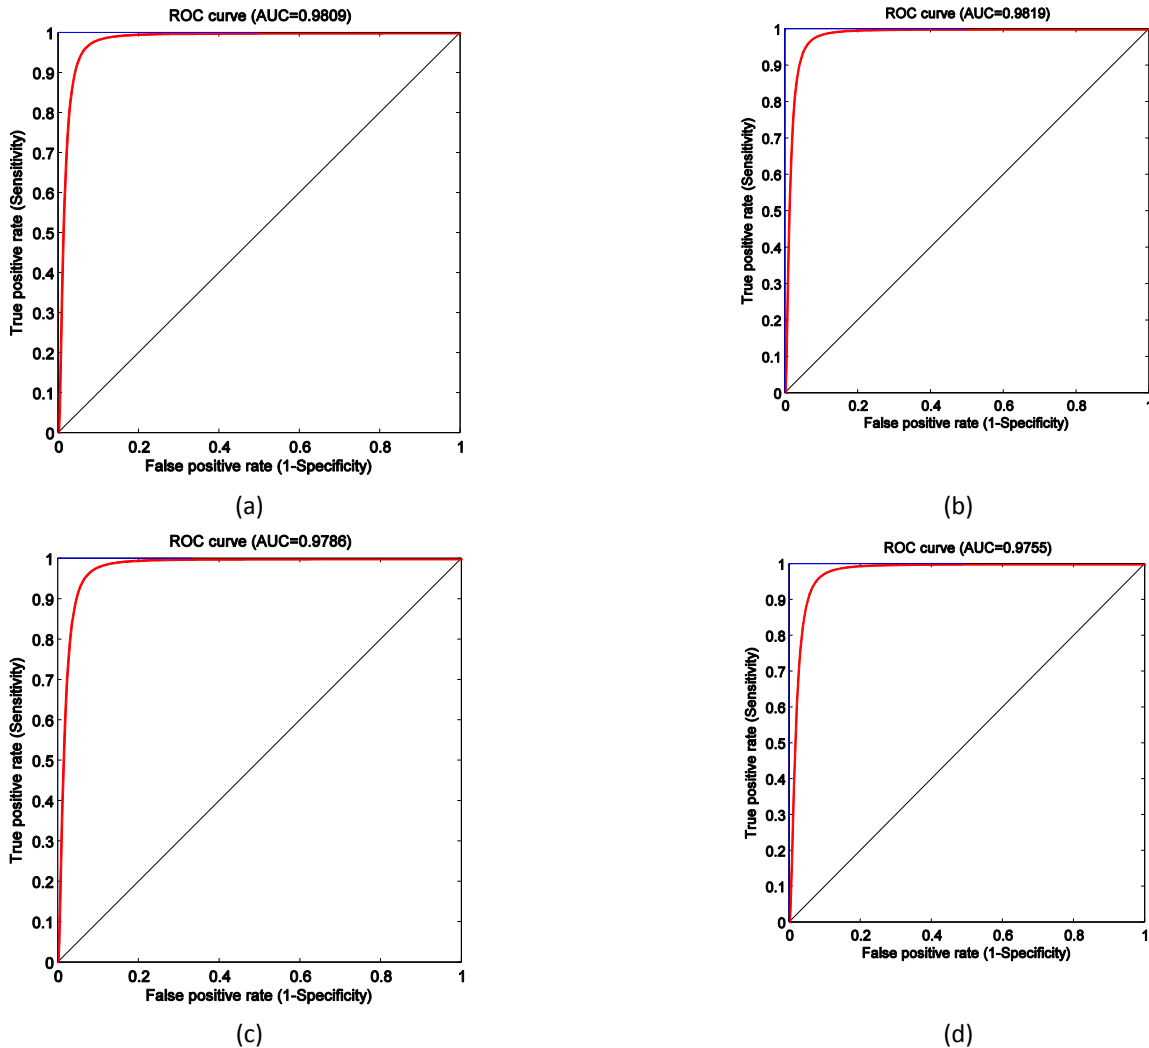 ROC curve (AUC=0.9809)
1
0.9
0.8
0.7
0.6
0.5
0.4
0.3
0.2
0.1
0
True positive rate (Sensitivity)
0 0.2 0.4 0.6 0.8 1
False positive rate (1-Specificity)
(a)
ROC curve (AUC=0.9819)
1
0.9
0.8
0.7
0.6
0.5
0.4
0.3
0.2
0.1
0
True positive rate (Sensitivity)
0 0.2 0.4 0.6 0.8 1
False positive rate (1-Specificity)
(b)
ROC curve (AUC=0.9786)
1
0.9
0.8
0.7
0.6
0.5
0.4
0.3
0.2
0.1
0
True positive rate (Sensitivity)
0 0.2 0.4 0.6 0.8 1
False positive rate (1-Specificity)
(c)
ROC curve (AUC=0.9755)
1
0.9
0.8
0.7
0.6
0.5
0.4
0.3
0.2
0.1
0
True positive rate (Sensitivity)
0 0.2 0.4 0.6 0.8 1
False positive rate (1-Specificity)
(d)